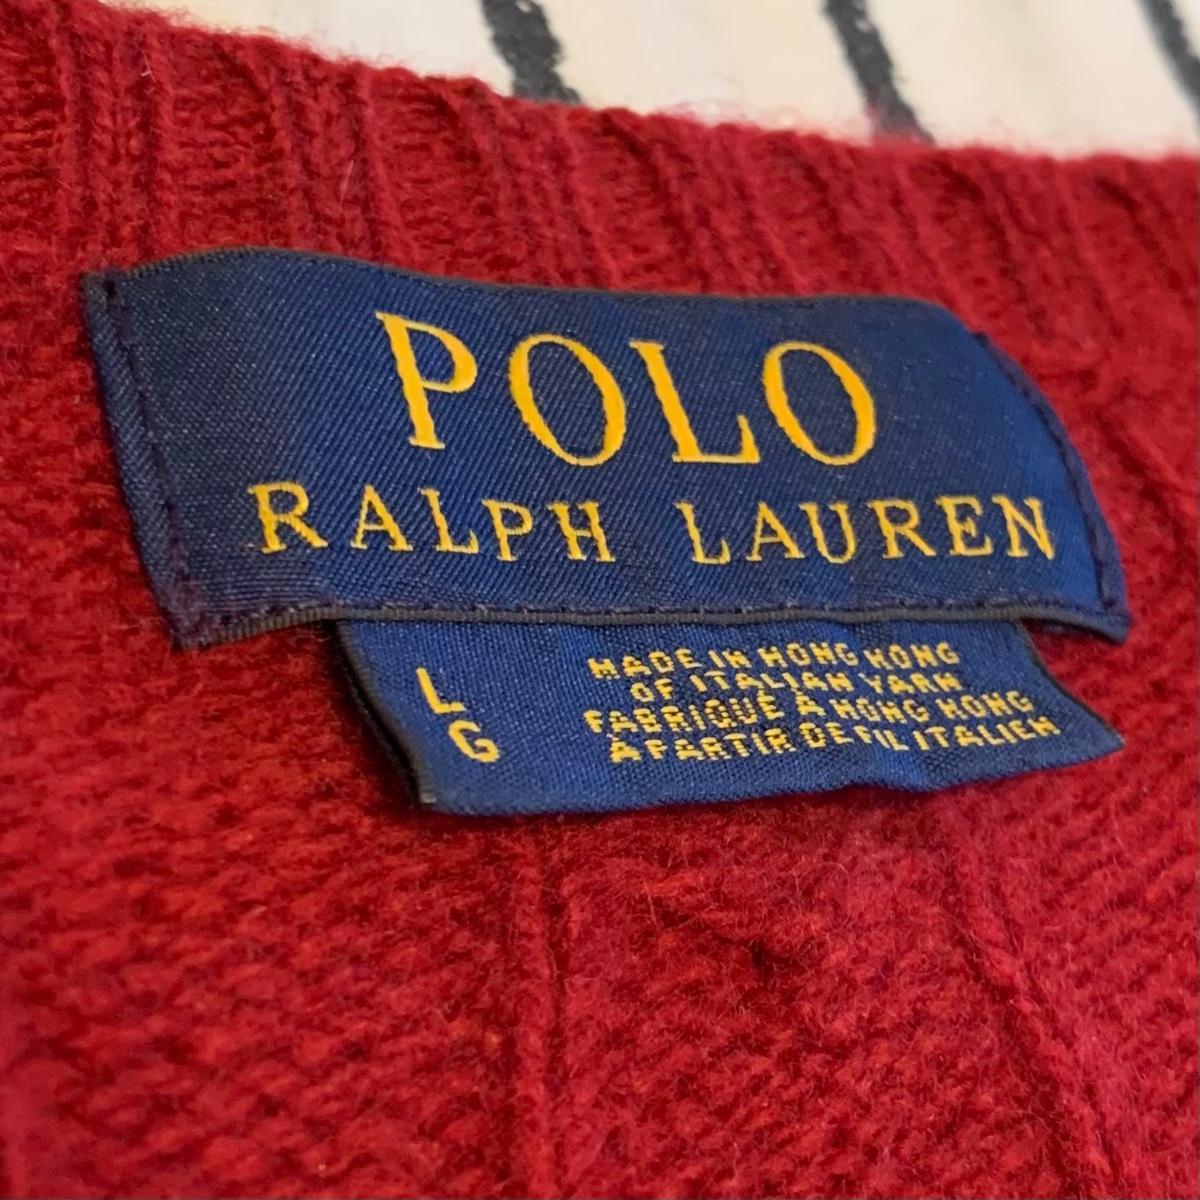 POLO
RALPH LAUREN
L
G
MADE IN HONG KONG
OF ITALIAN YARN
FABRIQUÉ À HONG KONG
À PARTIR DE FIL ITALIEN